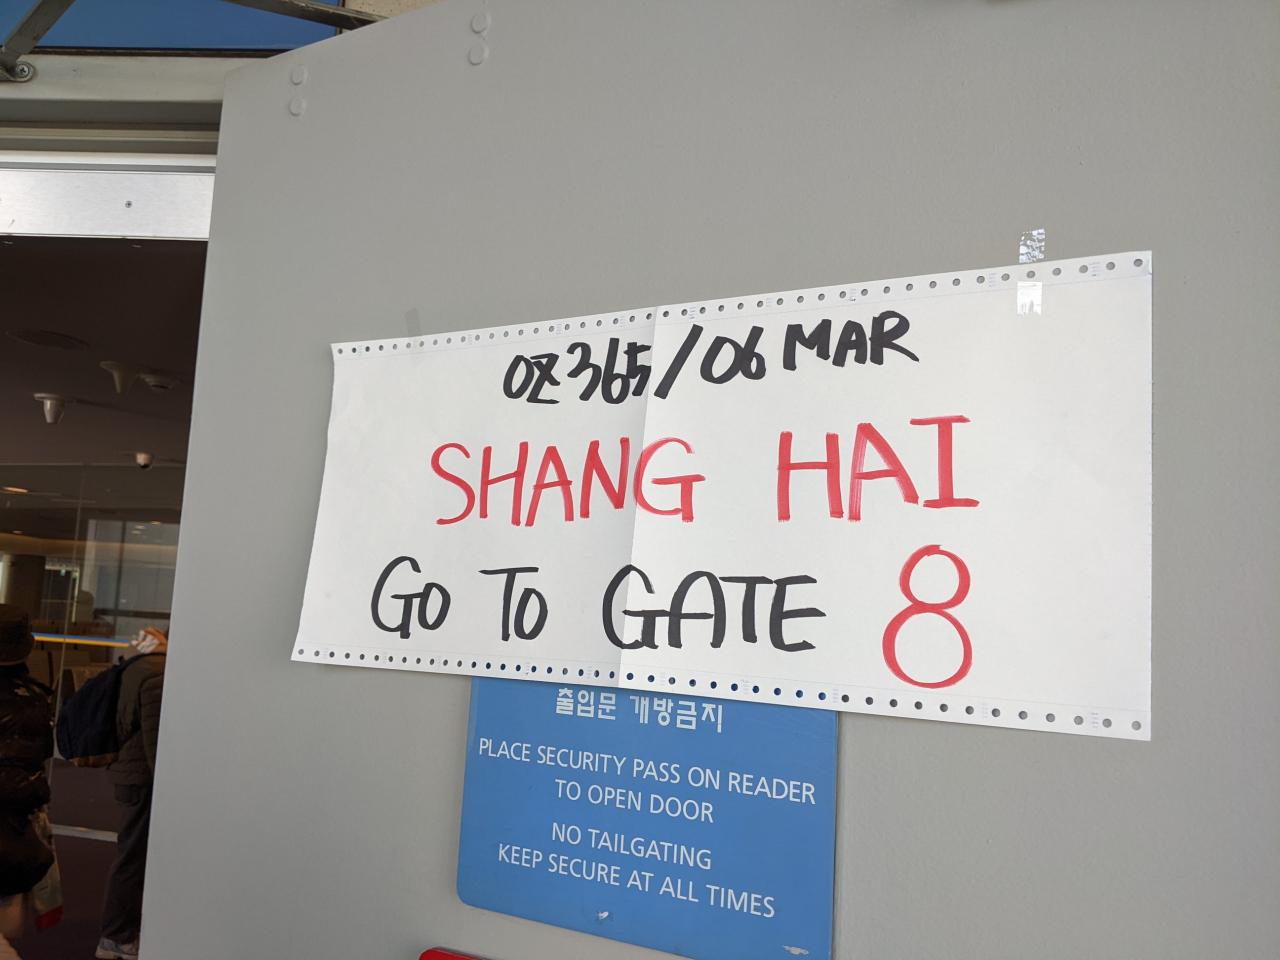 OZ365/06 MAR
SHANG HAI
GO TO GATE 8
출입문 개방금지
PLACE SECURITY PASS ON READER
TO OPEN DOOR
NO TAILGATING
KEEP SECURE AT ALL TIMES